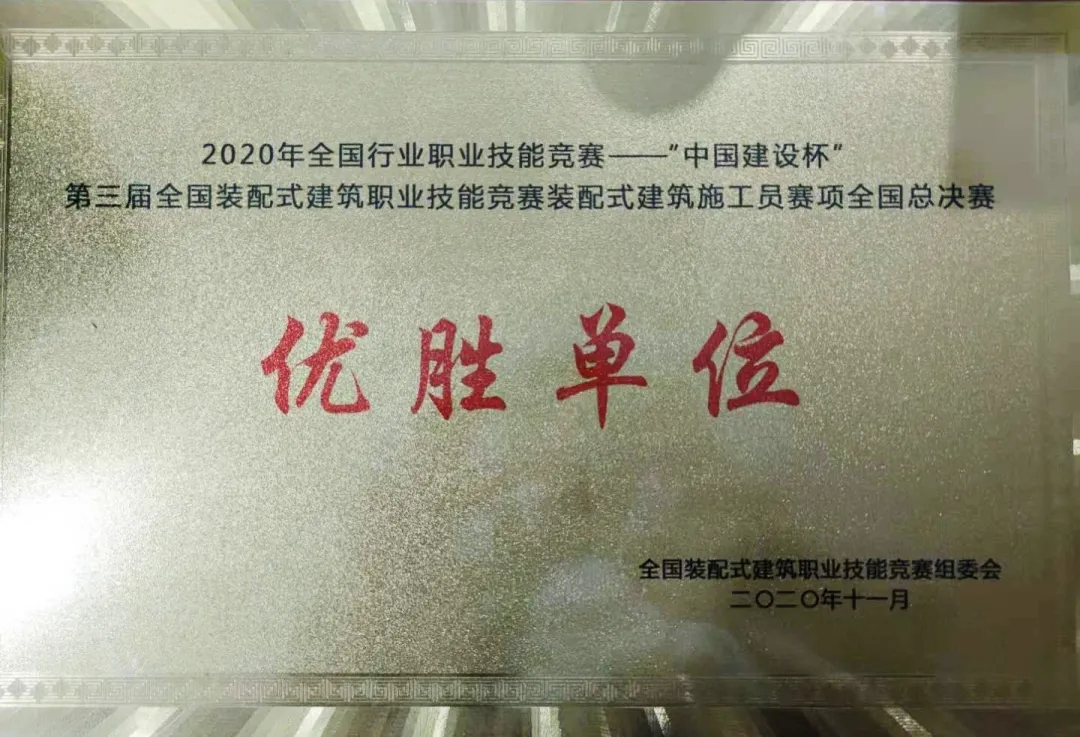 2020年全国行业职业技能竞赛——"中国建设杯"
第三届全国装配式建筑职业技能竞赛装配式建筑施工员赛项全国总决赛
优胜单位
全国装配式建筑职业技能竞赛组委会
二〇二〇年十一月